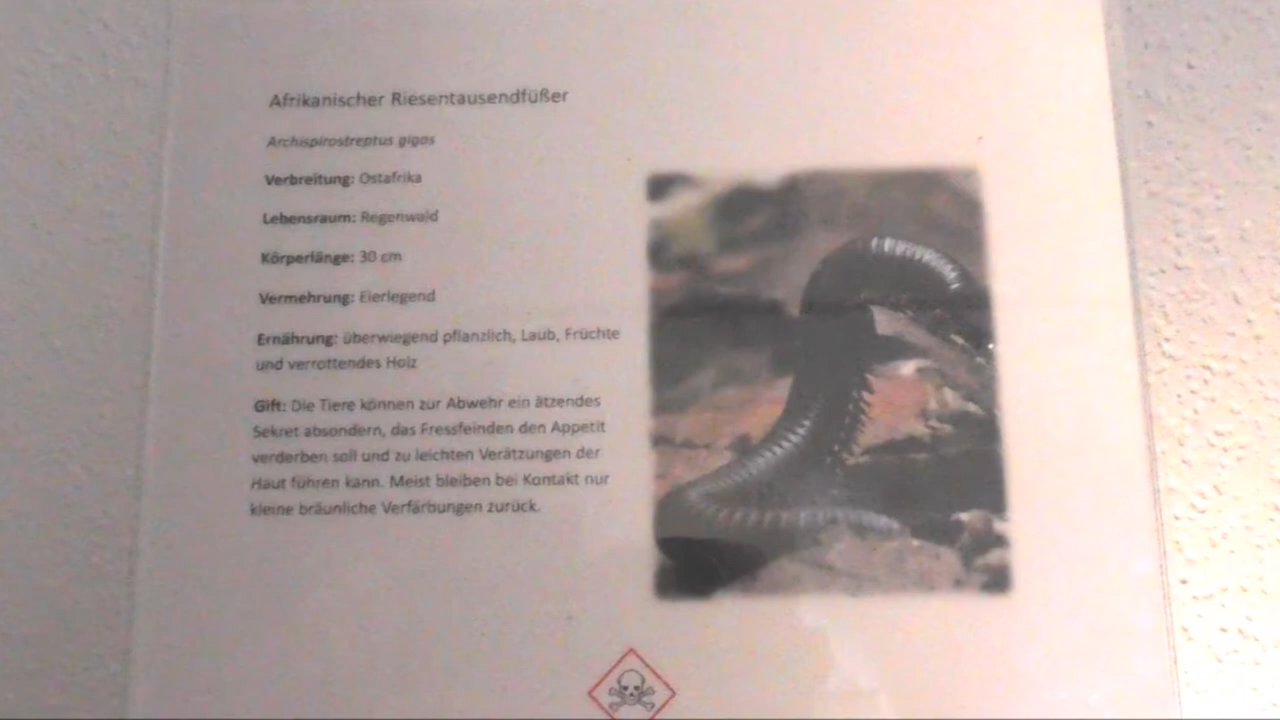 Afrikanischer Riesentausendfüßer
Archispirostreptus gigas
Verbreitung: Ostafrika
Lebensraum: Regenwald
Körperlänge: 30 cm
Vermehrung: Eierlegend
Ernährung: überwiegend pflanzlich, Laub, Früchte
und verrottendes Holz
Gift: Die Tiere können zur Abwehr ein ätzendes
Sekret absondern, das Fressfeinden den Appetit
verderben soll und zu leichten Verätzungen der
Haut führen kann. Meist bleiben bei Kontakt nur
kleine bräunliche Verfärbungen zurück.